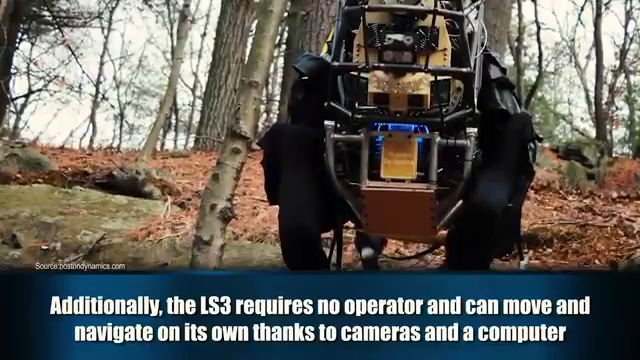 Source:bostondynamics.com
Additionally, the LS3 requires no operator and can move and
navigate on its own thanks to cameras and a computer